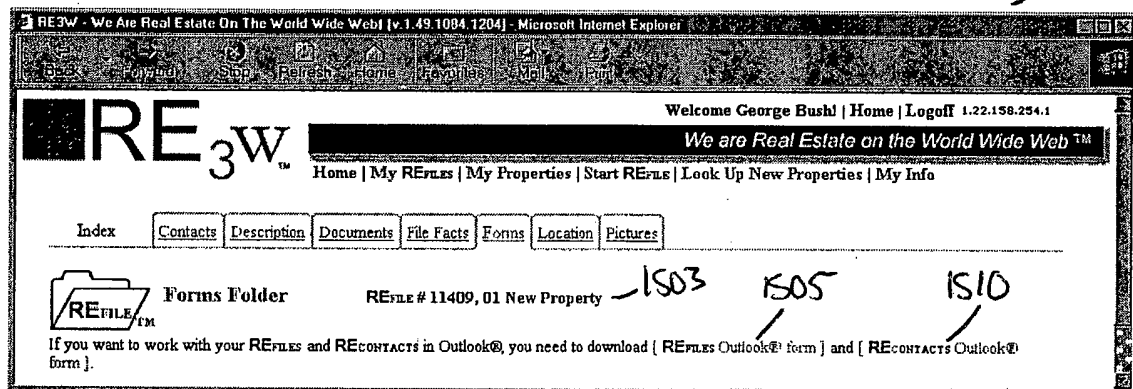 RE3W - We Are Real Estate On The World Wide Web! [v.1.49.1084.1204] - Microsoft Internet Explorer
Back Forward Stop Refresh Home Favorites Mail Print
Welcome George Bush! | Home | Logoff 1.22.158.254.1
RE3W™
We are Real Estate on the World Wide Web ™
Home | My REFILES | My Properties | Start REFILE | Look Up New Properties | My Info
Index Contacts Description Documents File Facts Forms Location Pictures
1503 1505 1510
REFILE™ Forms Folder REFILE # 11409, 01 New Property
If you want to work with your REFILES and RECONTACTS in Outlook®, you need to download [ REFILES Outlook® form ] and [ RECONTACTS Outlook®
form ].